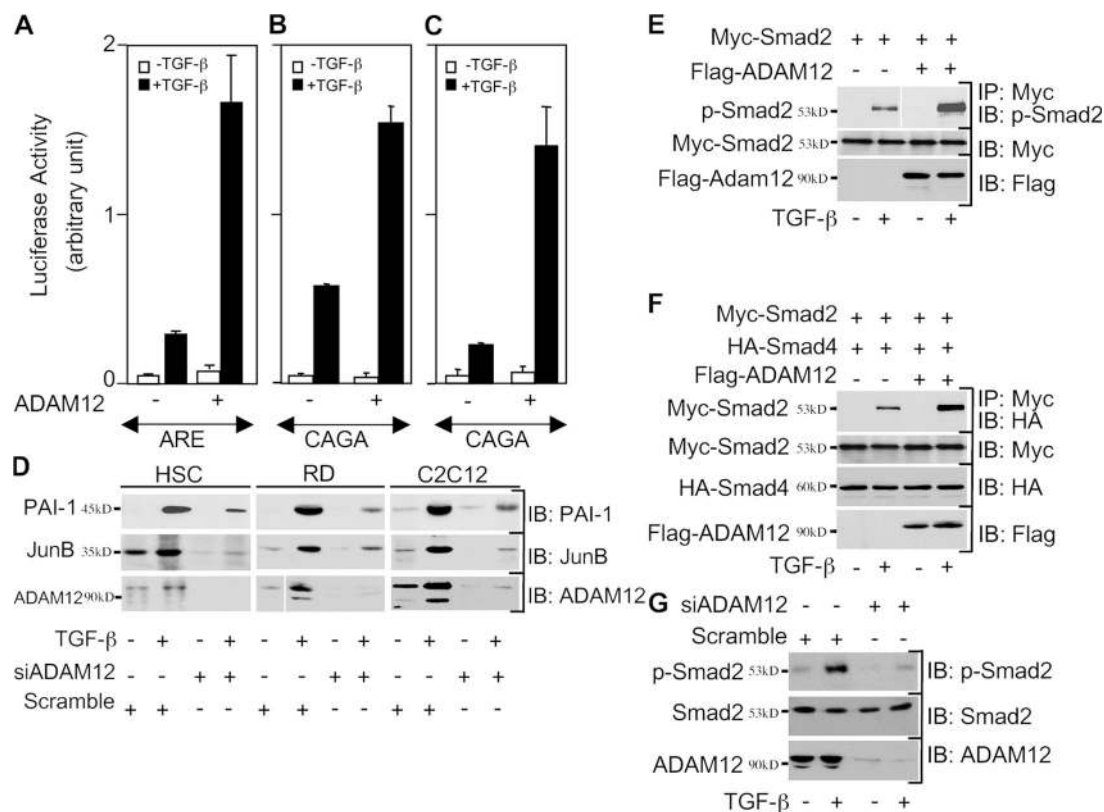 A
B
C
2
1
0
Luciferase Activity
(arbitrary unit)
-TGF-β
+TGF-β
-TGF-β
+TGF-β
-TGF-β
+TGF-β
ADAM12 - + - + - +
ARE CAGA CAGA
D
HSC RD C2C12
PAI-1 45kD IB: PAI-1
JunB 35kD IB: JunB
ADAM12 90kD IB: ADAM12
TGF-β - + - + - + - + - + - +
siADAM12 - - + + - - + + - - + +
Scramble + + - - + + - - + + - -
E
Myc-Smad2 + + + +
Flag-ADAM12 - - + +
p-Smad2 53kD IP: Myc
IB: p-Smad2
Myc-Smad2 53kD IB: Myc
Flag-Adam12 90kD IB: Flag
TGF-β - + - +
F
Myc-Smad2 + + + +
HA-Smad4 + + + +
Flag-ADAM12 - - + +
Myc-Smad2 53kD IP: Myc
IB: HA
Myc-Smad2 53kD IB: Myc
HA-Smad4 60kD IB: HA
Flag-ADAM12 90kD IB: Flag
TGF-β - + - +
G
siADAM12 - - + +
Scramble + + - -
p-Smad2 53kD IB: p-Smad2
Smad2 53kD IB: Smad2
ADAM12 90kD IB: ADAM12
TGF-β - + - +